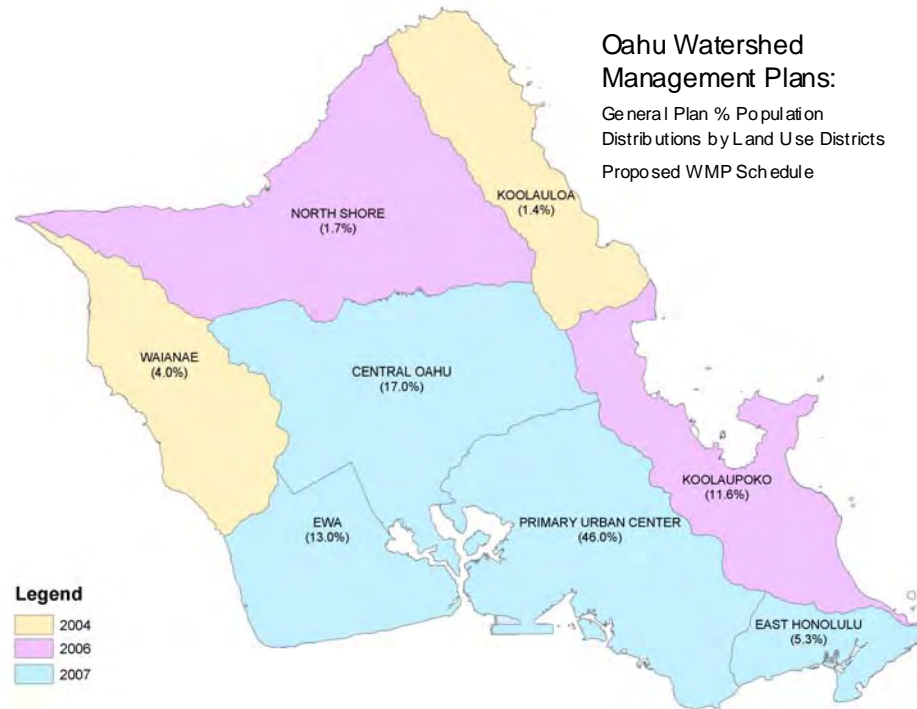 Oahu Watershed
Management Plans:
General Plan % Population
Distributions by Land Use Districts
Proposed WMP Schedule
KOOLAULOA
(1.4%)
NORTH SHORE
(1.7%)
WAIANAE
(4.0%)
CENTRAL OAHU
(17.0%)
KOOLAUPOKO
(11.6%)
EWA
(13.0%)
PRIMARY URBAN CENTER
(46.0%)
EAST HONOLULU
(5.3%)
Legend
2004
2006
2007